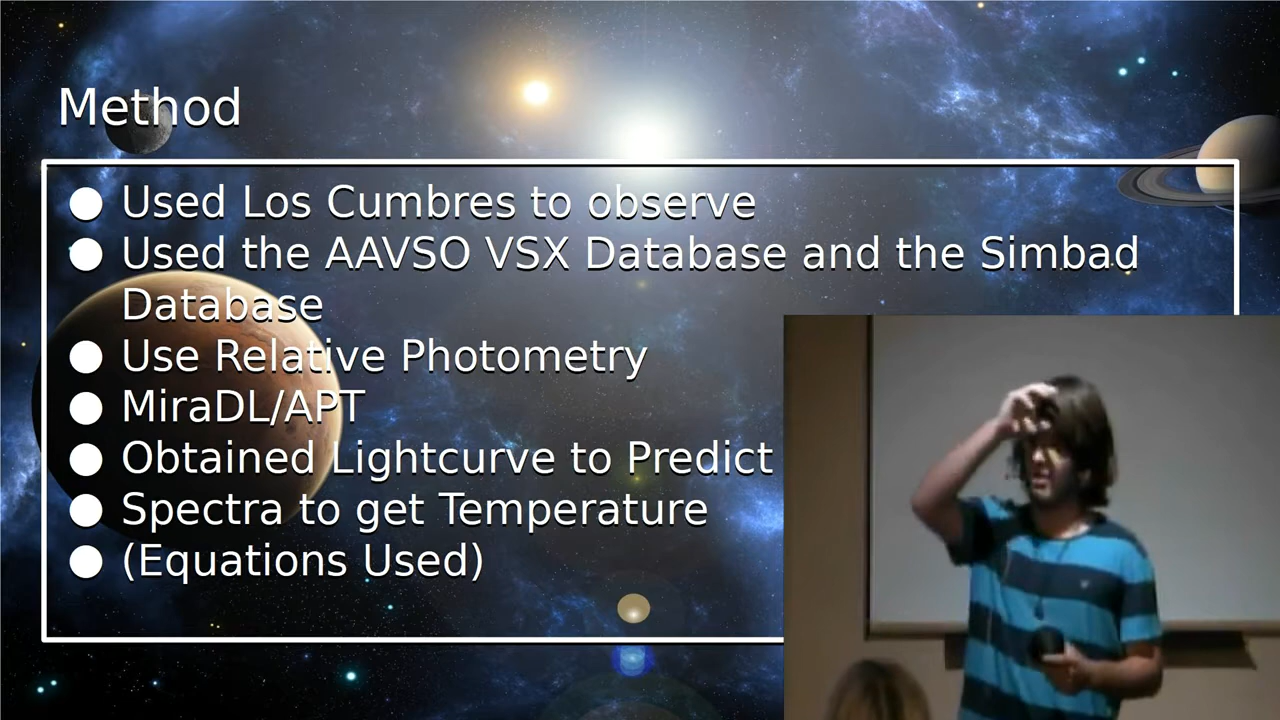 Method
● Used Los Cumbres to observe
● Used the AAVSO VSX Database and the Simbad
Database
● Use Relative Photometry
● MiraDL/APT
● Obtained Lightcurve to Predict
● Spectra to get Temperature
● (Equations Used)